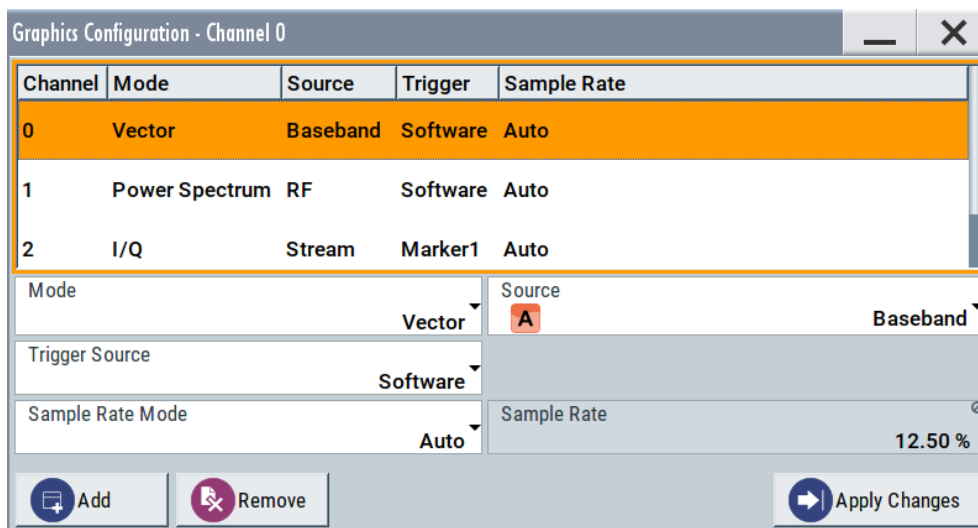 Graphics Configuration - Channel 0
Channel Mode Source Trigger Sample Rate
0 Vector Baseband Software Auto
1 Power Spectrum RF Software Auto
2 I/Q Stream Marker1 Auto
Mode
Vector
Source
A Baseband
Trigger Source
Software
Sample Rate Mode
Auto
Sample Rate
12.50 %
Add
Remove
Apply Changes